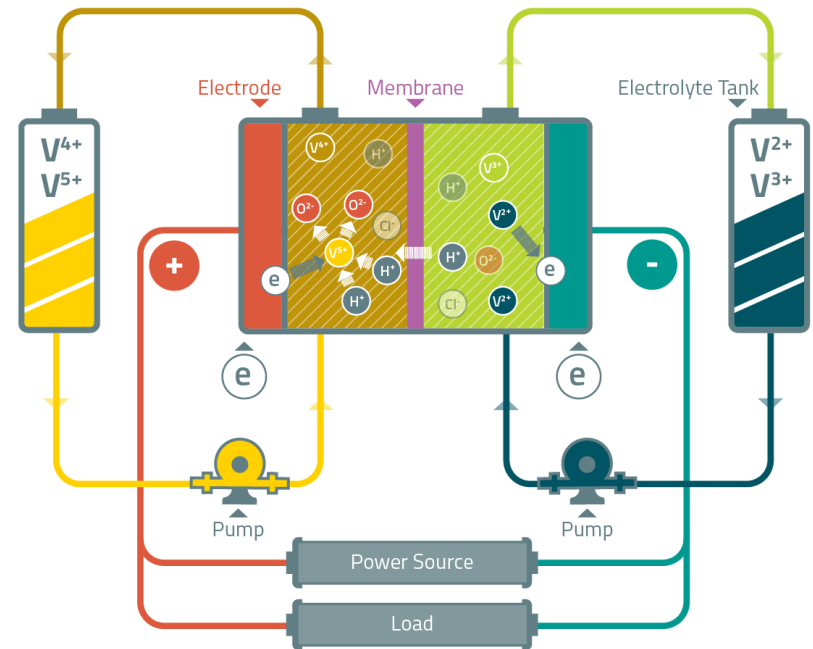 Electrode
Membrane
Electrolyte Tank
V⁴⁺
V⁵⁺
V²⁺
V³⁺
V⁴⁺
H⁺
V³⁺
H⁺
O²⁻
O²⁻
V²⁺
Cl⁻
V⁵⁺
H⁺
H⁺
O²⁻
e
e
H⁺
Cl⁻
V²⁺
+
-
e
e
Pump
Pump
Power Source
Load